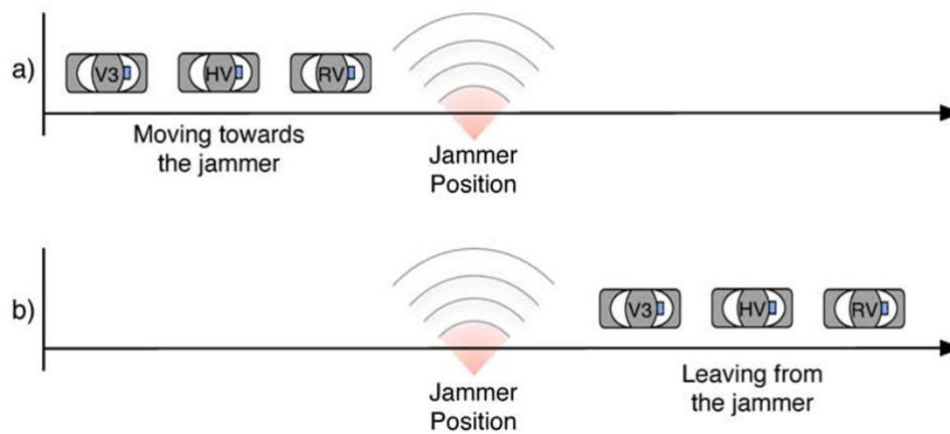 a)
V3 HV RV
Moving towards
the jammer
Jammer
Position
b)
V3 HV RV
Jammer
Position
Leaving from
the jammer